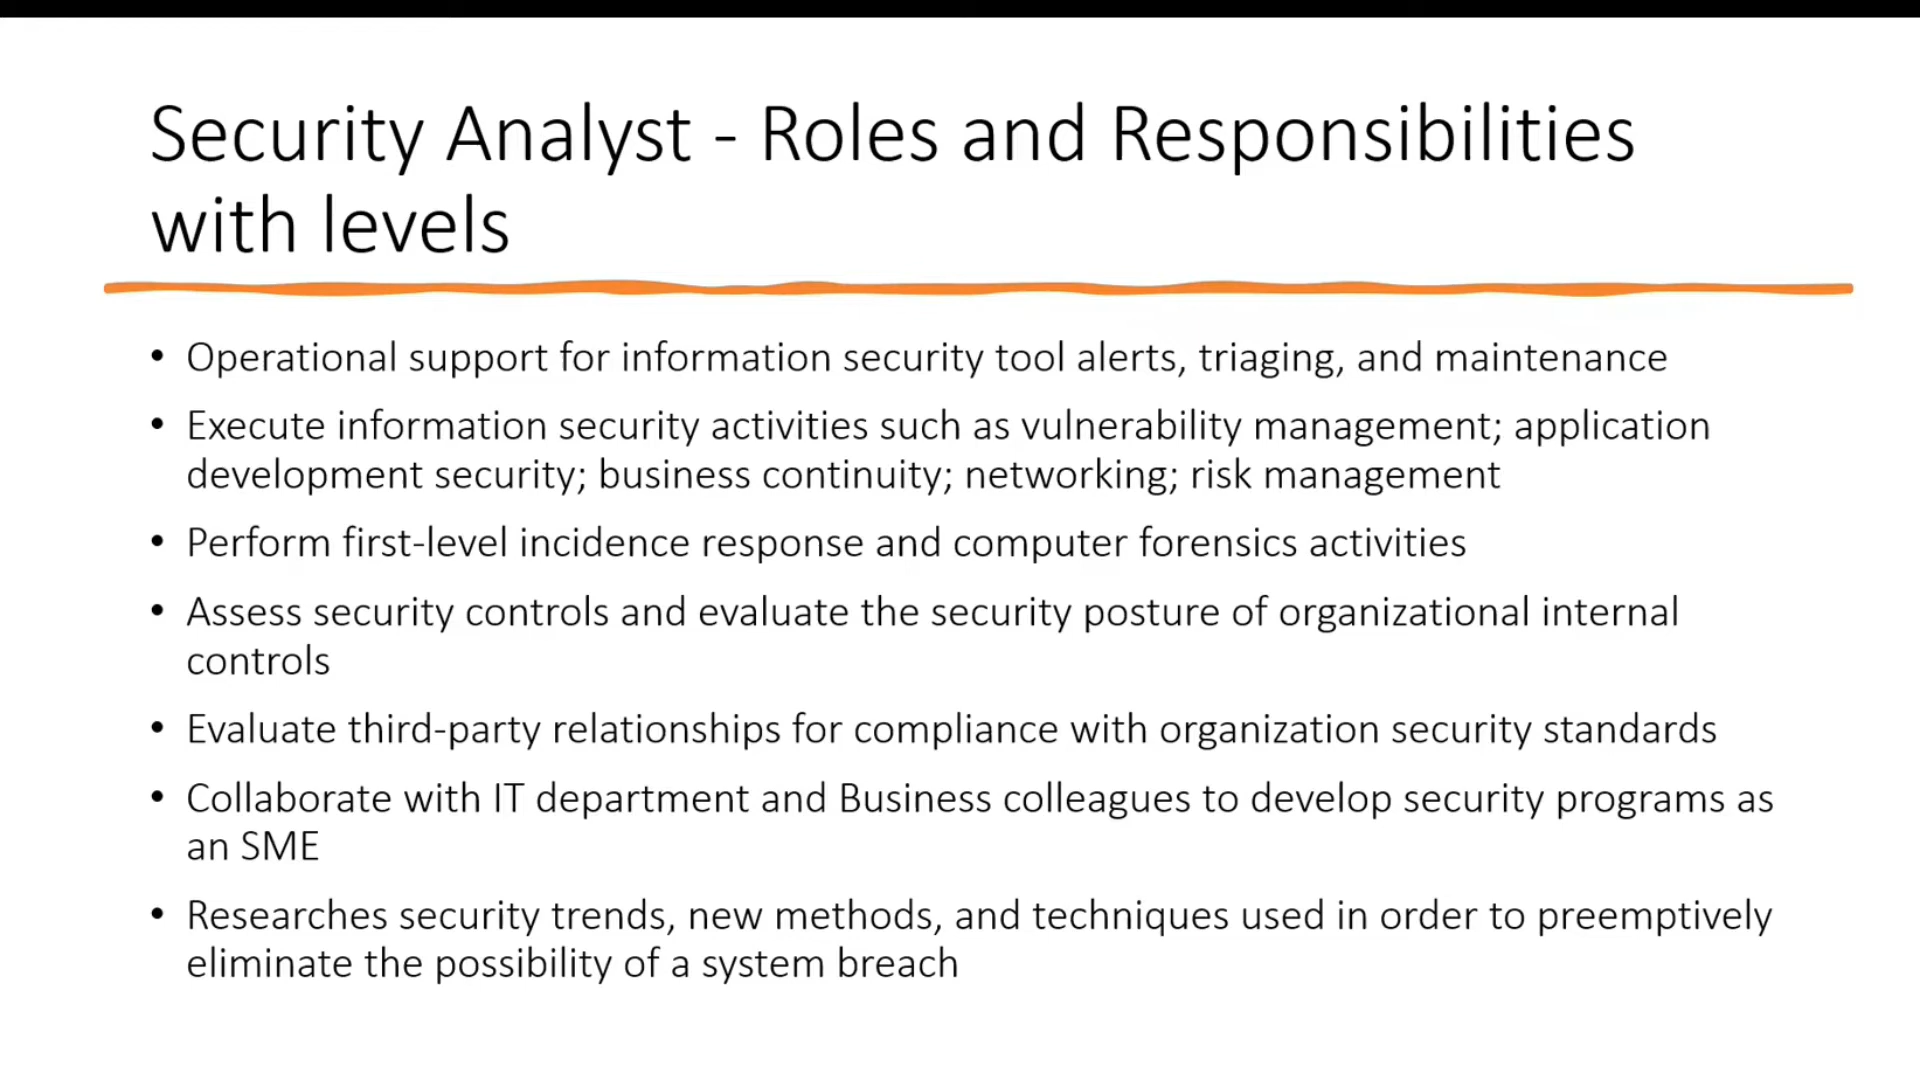 Security Analyst - Roles and Responsibilities
with levels
• Operational support for information security tool alerts, triaging, and maintenance
• Execute information security activities such as vulnerability management; application
development security; business continuity; networking; risk management
• Perform first-level incidence response and computer forensics activities
• Assess security controls and evaluate the security posture of organizational internal
controls
• Evaluate third-party relationships for compliance with organization security standards
• Collaborate with IT department and Business colleagues to develop security programs as
an SME
• Researches security trends, new methods, and techniques used in order to preemptively
eliminate the possibility of a system breach